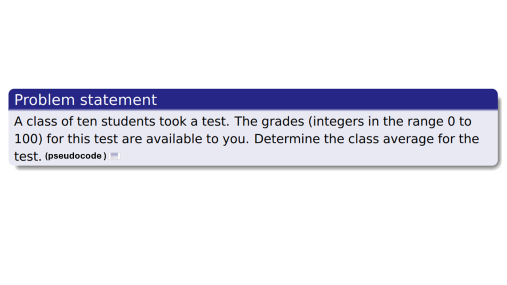 Problem statement
A class of ten students took a test. The grades (integers in the range 0 to
100) for this test are available to you. Determine the class average for the
test. (pseudocode)